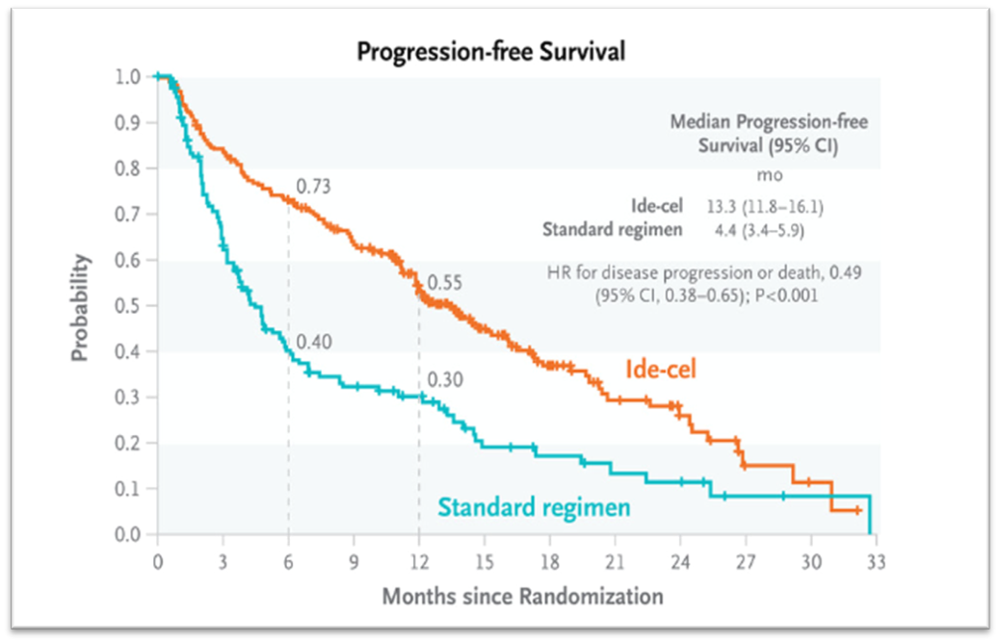 Progression-free Survival
Probability
1.0
0.9
0.8
0.7
0.6
0.5
0.4
0.3
0.2
0.1
0.0
0.73
0.55
0.40
0.30
Median Progression-free
Survival (95% CI)
mo
Ide-cel 13.3 (11.8–16.1)
Standard regimen 4.4 (3.4–5.9)
HR for disease progression or death, 0.49
(95% CI, 0.38–0.65); P<0.001
Ide-cel
Standard regimen
0 3 6 9 12 15 18 21 24 27 30 33
Months since Randomization